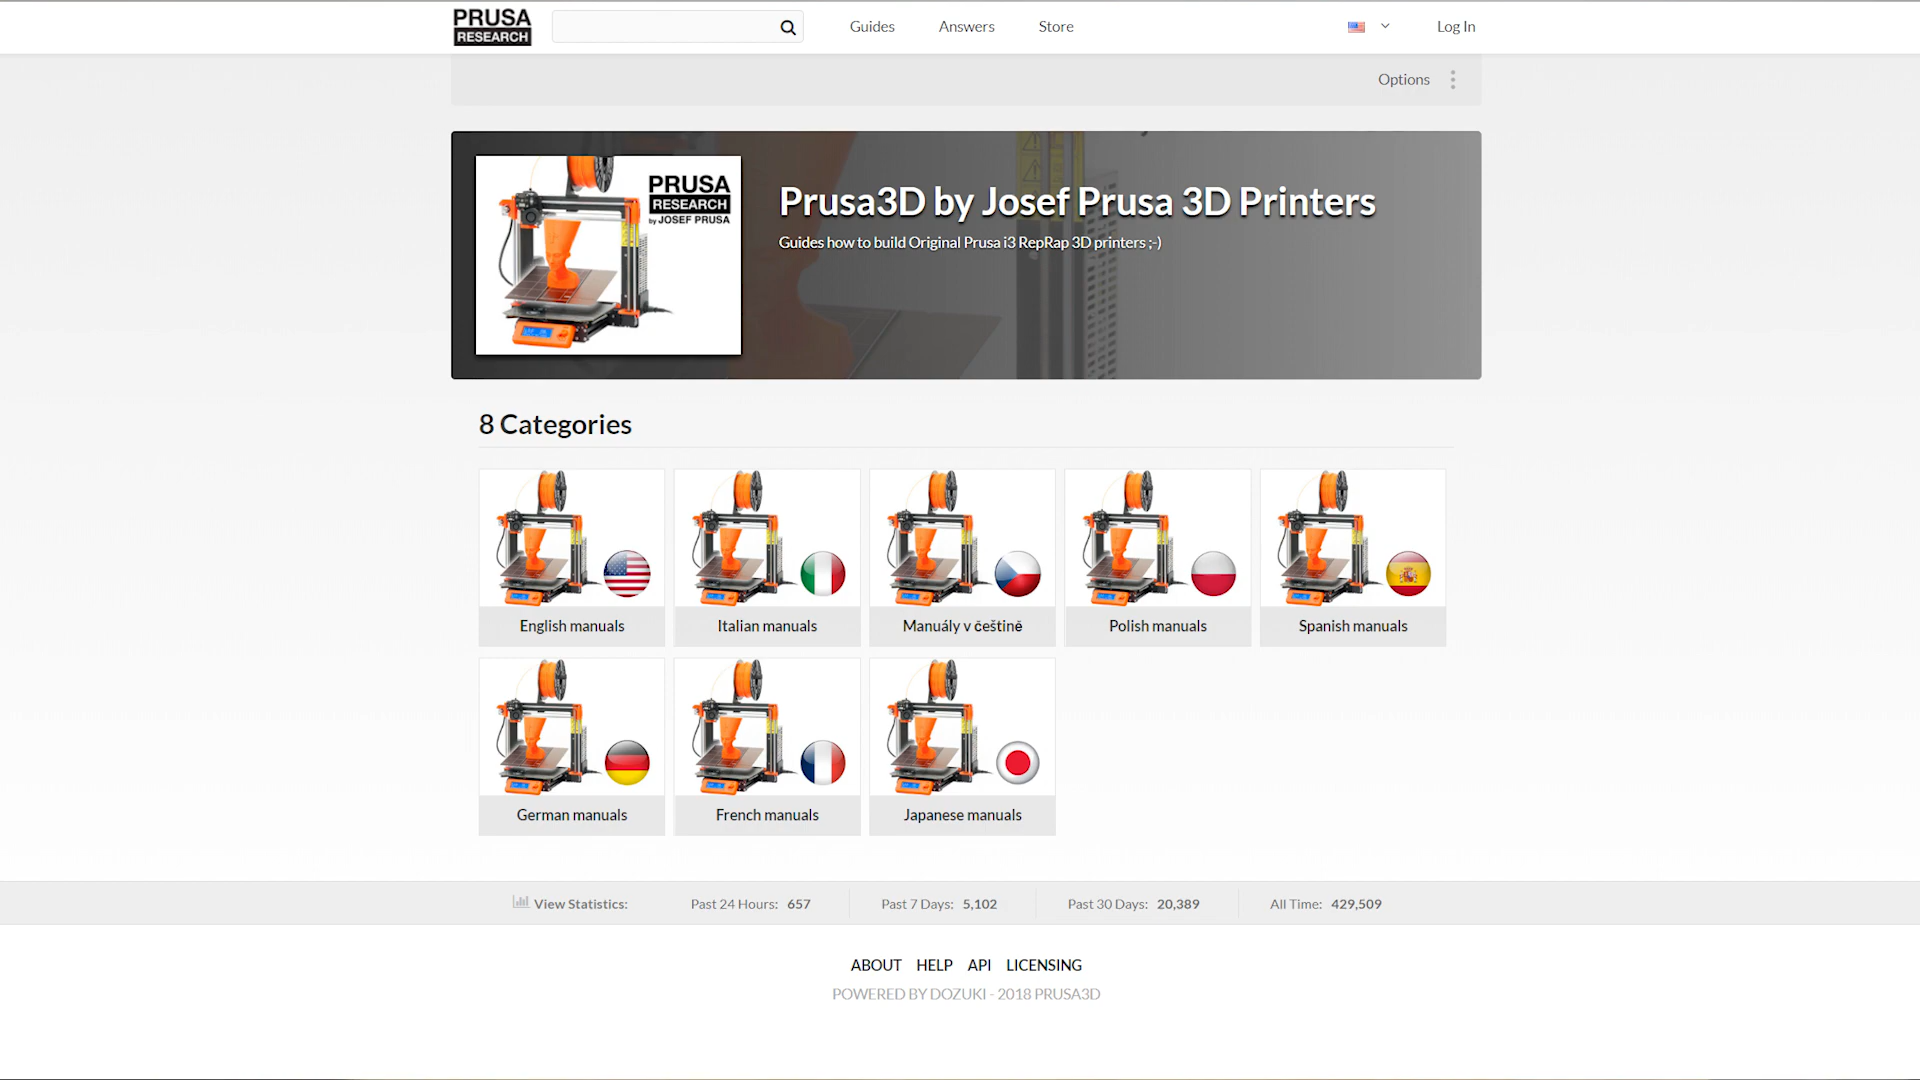 PRUSA
RESEARCH
Guides
Answers
Store
Log In
Options
PRUSA
RESEARCH
by JOSEF PRUSA
Prusa3D by Josef Prusa 3D Printers
Guides how to build Original Prusa i3 RepRap 3D printers ;-)
8 Categories
English manuals
Italian manuals
Manuály v češtině
Polish manuals
Spanish manuals
German manuals
French manuals
Japanese manuals
View Statistics:
Past 24 Hours: 657
Past 7 Days: 5,102
Past 30 Days: 20,389
All Time: 429,509
ABOUT HELP API LICENSING
POWERED BY DOZUKI - 2018 PRUSA3D